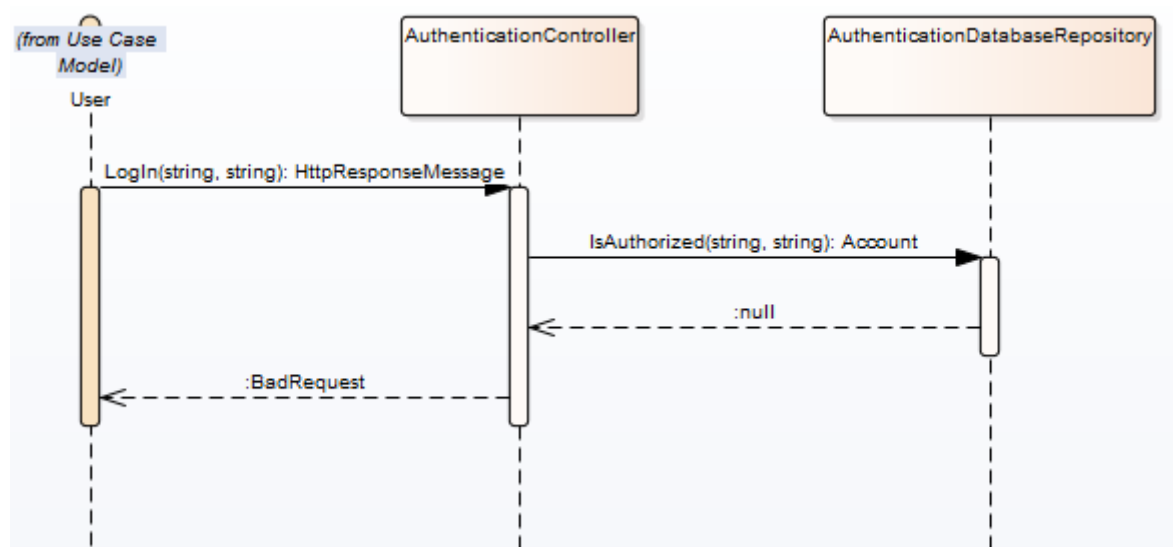 (from Use Case
Model)
User
AuthenticationController
AuthenticationDatabaseRepository
LogIn(string, string): HttpResponseMessage
IsAuthorized(string, string): Account
:null
:BadRequest